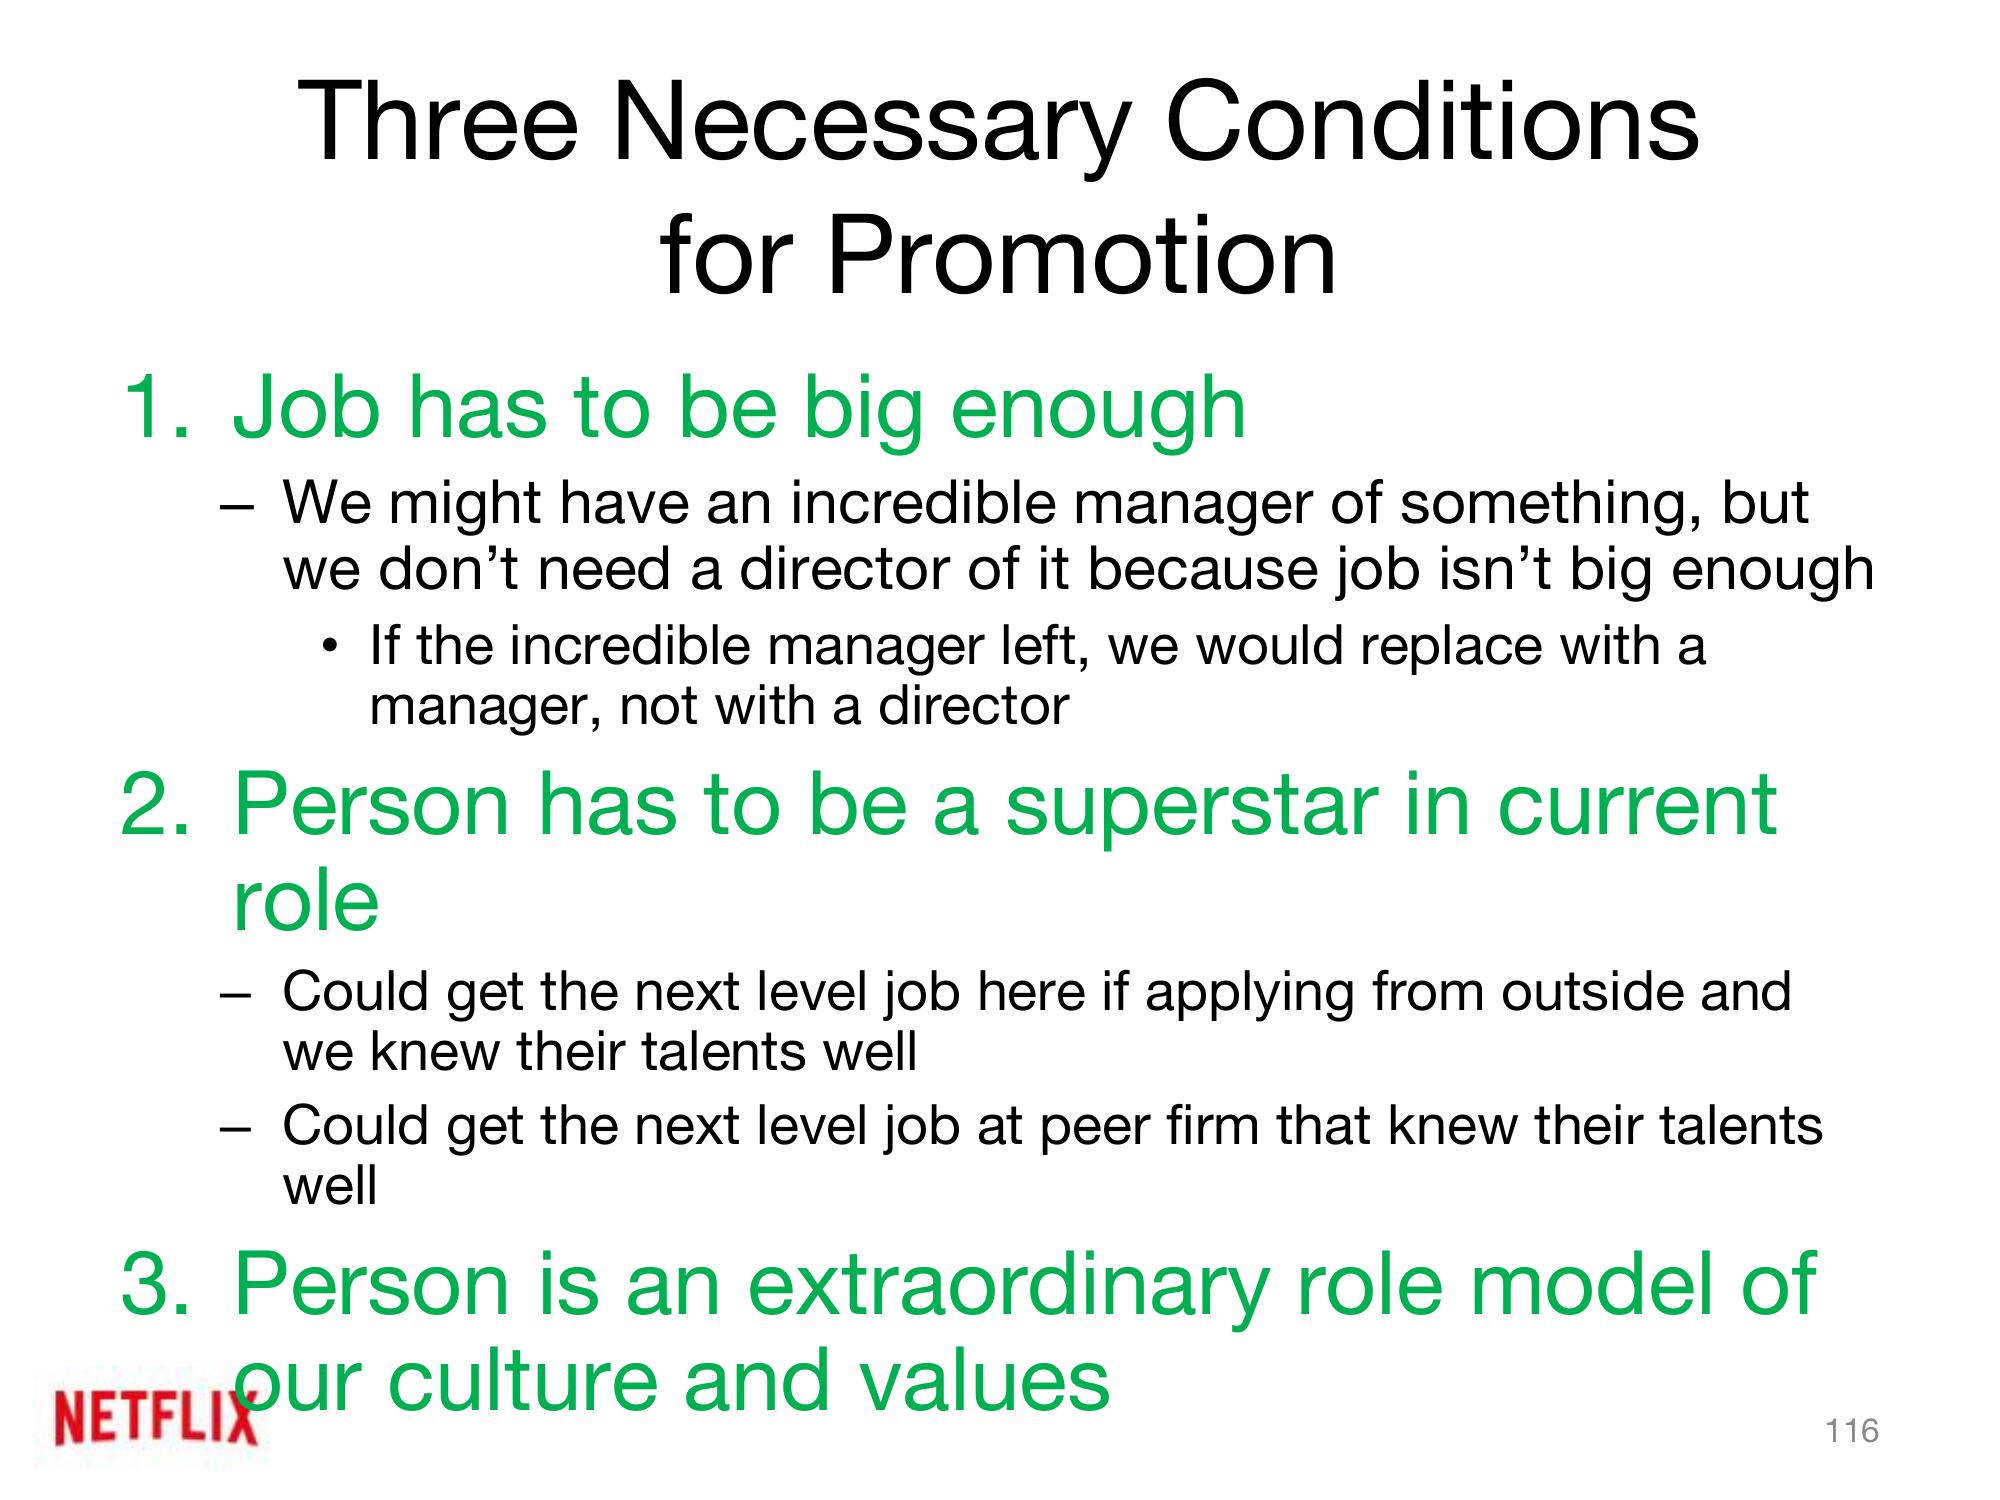 Three Necessary Conditions
for Promotion
1. Job has to be big enough
– We might have an incredible manager of something, but
we don’t need a director of it because job isn’t big enough
• If the incredible manager left, we would replace with a
manager, not with a director
2. Person has to be a superstar in current
role
– Could get the next level job here if applying from outside and
we knew their talents well
– Could get the next level job at peer firm that knew their talents
well
3. Person is an extraordinary role model of
our culture and values
NETFLIX
116